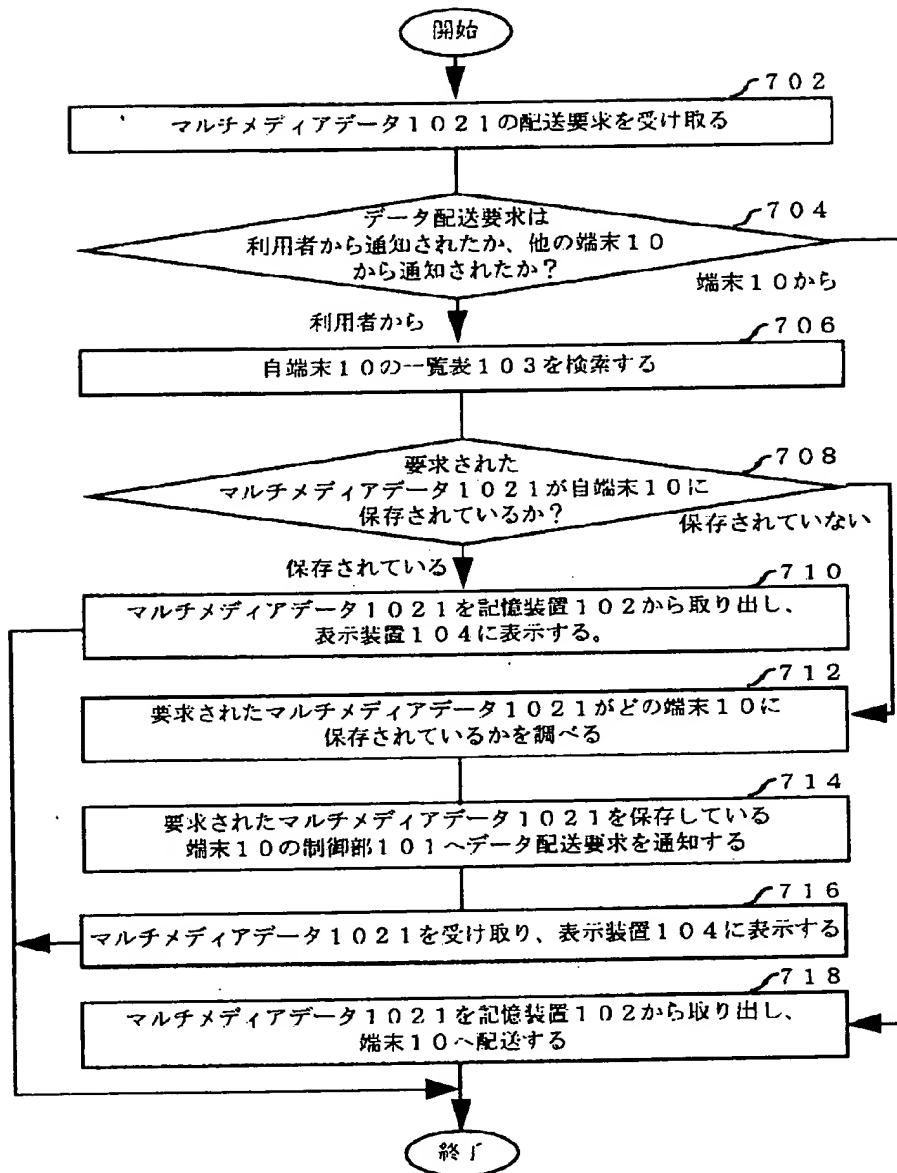 開始
702
マルチメディアデータ1021の配送要求を受け取る
704
データ配送要求は
利用者から通知されたか、他の端末10
から通知されたか?
端末10から
利用者から
706
自端末10の一覧表103を検索する
708
要求された
マルチメディアデータ1021が自端末10に
保存されているか?
保存されていない
保存されている
710
マルチメディアデータ1021を記憶装置102から取り出し、
表示装置104に表示する。
712
要求されたマルチメディアデータ1021がどの端末10に
保存されているかを調べる
714
要求されたマルチメディアデータ1021を保存している
端末10の制御部101へデータ配送要求を通知する
716
マルチメディアデータ1021を受け取り、表示装置104に表示する
718
マルチメディアデータ1021を記憶装置102から取り出し、
端末10へ配送する
終了